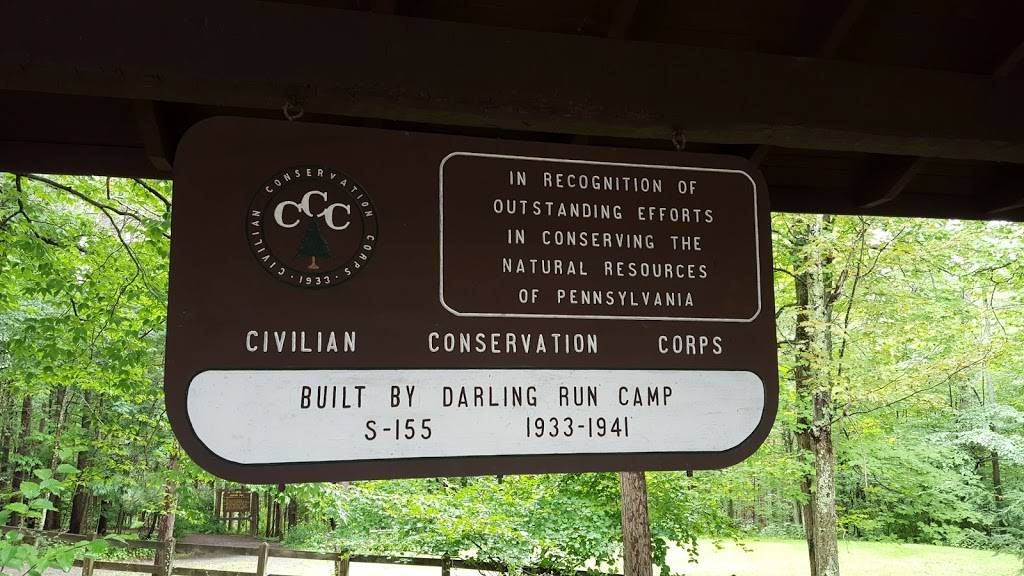 CIVILIAN CONSERVATION CORPS
CCC
1933
IN RECOGNITION OF
OUTSTANDING EFFORTS
IN CONSERVING THE
NATURAL RESOURCES
OF PENNSYLVANIA
CIVILIAN CONSERVATION CORPS
BUILT BY DARLING RUN CAMP
S-155 1933-1941